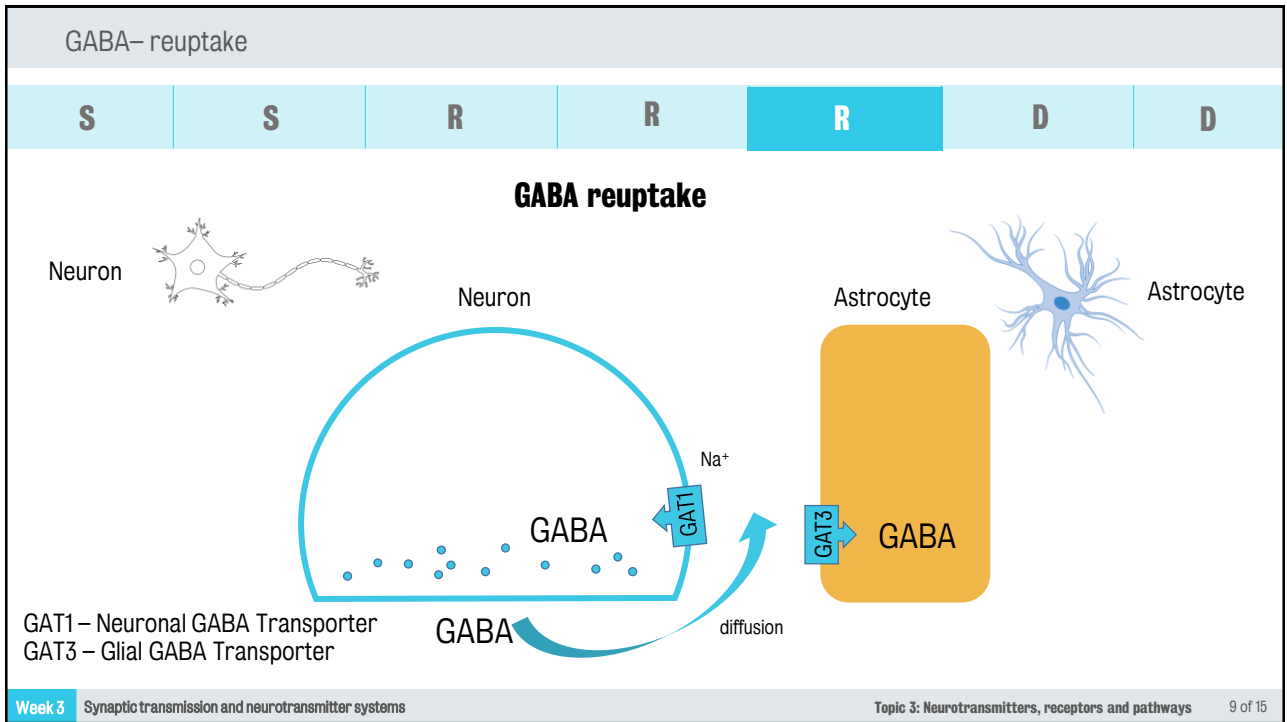 GABA– reuptake
S S R R R D D
GABA reuptake
Neuron
Neuron
Astrocyte
Astrocyte
Na⁺
GAT1
GAT3
GABA
GABA
GABA
diffusion
GAT1 – Neuronal GABA Transporter
GAT3 – Glial GABA Transporter
Week 3 Synaptic transmission and neurotransmitter systems Topic 3: Neurotransmitters, receptors and pathways 9 of 15